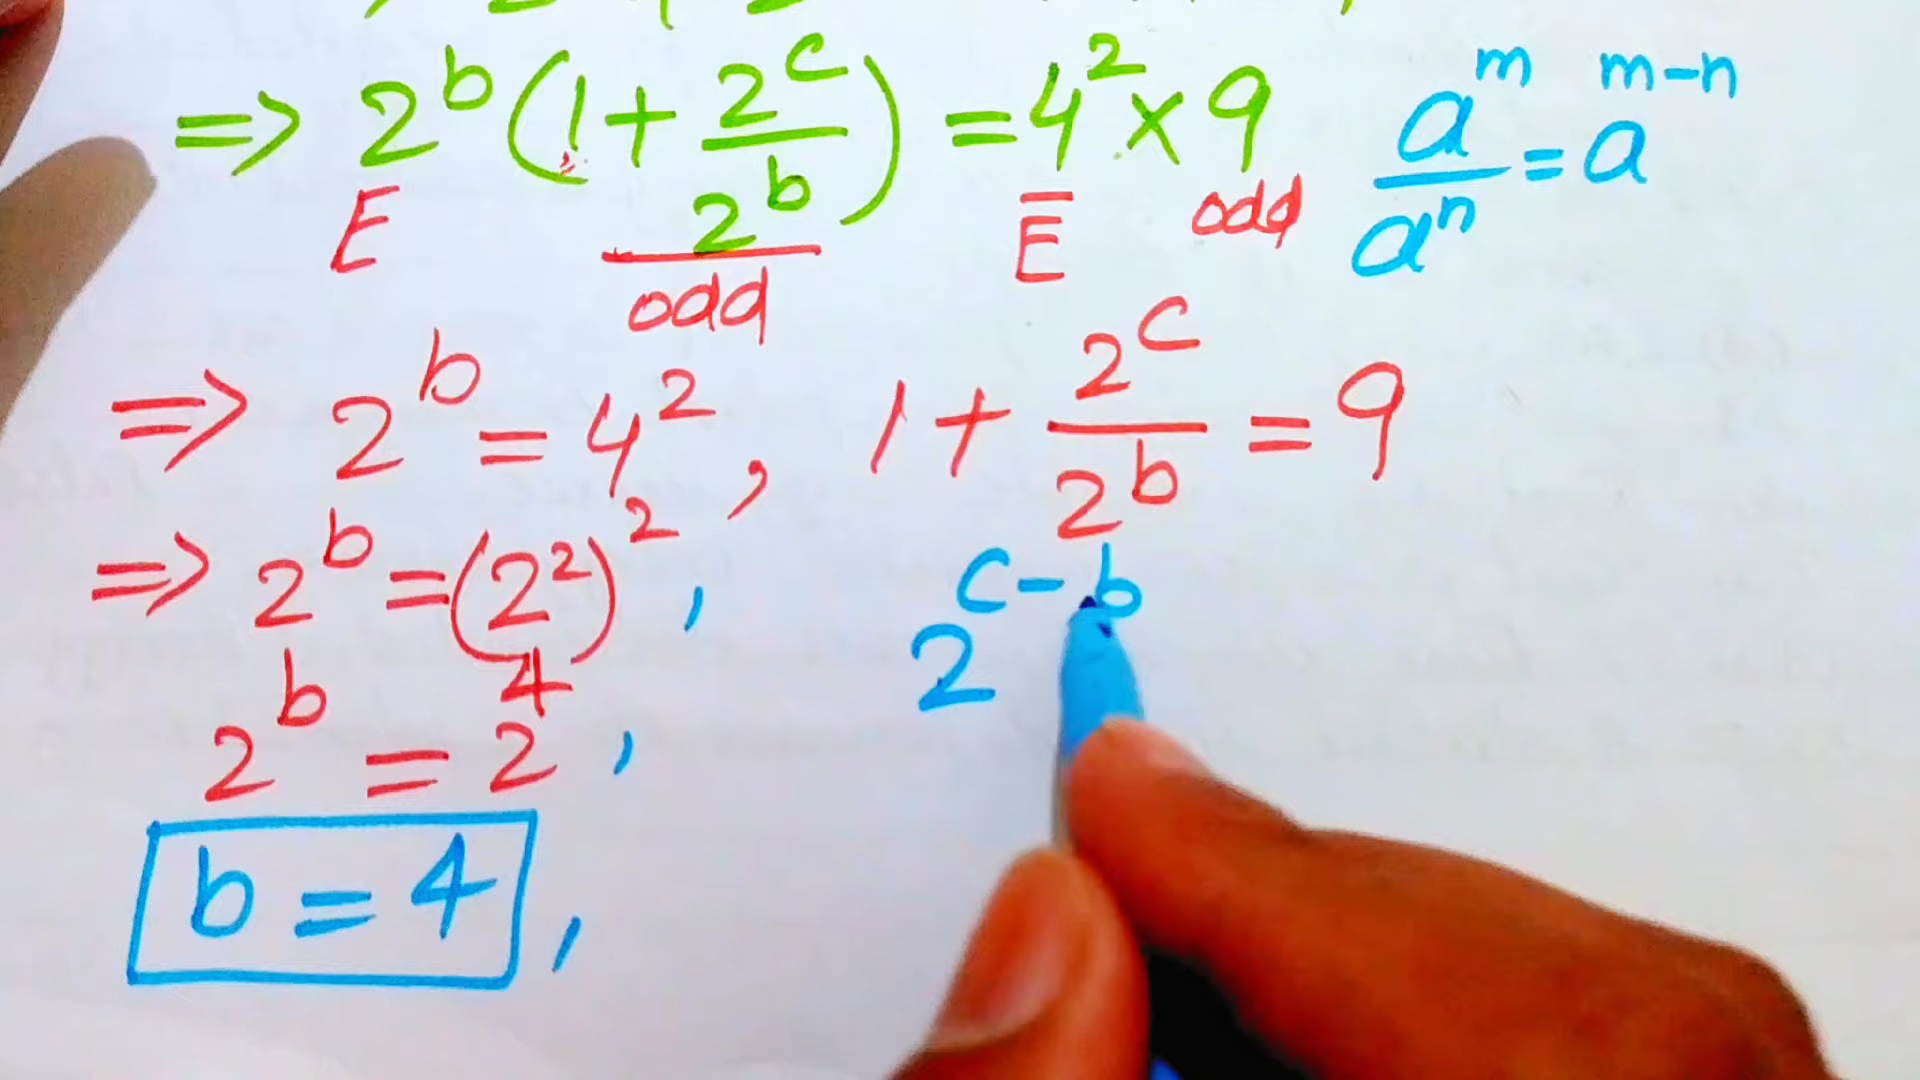 => 2^b (1 + 2^c/2^b) = 4^2 × 9
a^m/a^n = a^(m-n)
E odd E odd
=> 2^b = 4^2 , 1 + 2^c/2^b = 9
=> 2^b = (2^2)^2 , 2^(c-b)
2^b = 2^4 ,
b = 4 ,